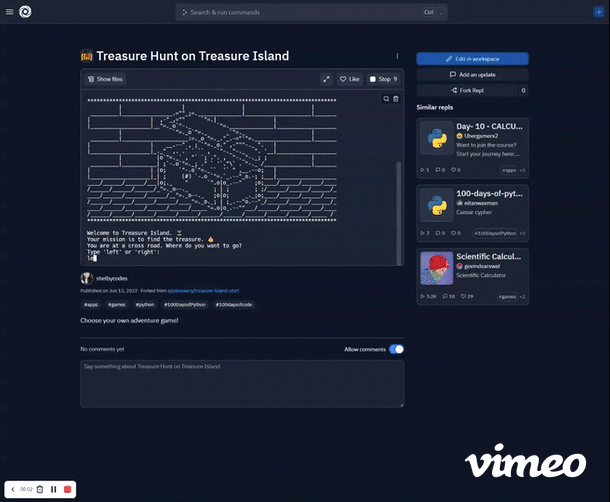 Search & run commands
Ctrl .
Treasure Hunt on Treasure Island
Show files
Like
Stop 9
Welcome to Treasure Island.
Your mission is to find the treasure.
You are at a cross road. Where do you want to go?
Type 'left' or 'right':
le
shelbycodes
Published on Jun 13, 2022 Forked from appbrewery/treasure-island-start
#apps #games #python #100DaysofPython #100daysofcode
Choose your own adventure game!
No comments yet
Allow comments
Say something about Treasure Hunt on Treasure Island
Edit in workspace
Add an update
Fork Repl 0
Similar repls
Day- 10 - CALCU...
Ubergamerx2
Want to join the course?
Start your journey here:...
1 0 0 #apps +3
100-days-of-pyt...
eitanwaxman
Caesar cypher
3 0 0 #100daysofPython +2
Scientific Calcul...
govindsarswat
Scientific Calculator
5.2K 10 29 #games +2
00:02
vimeo